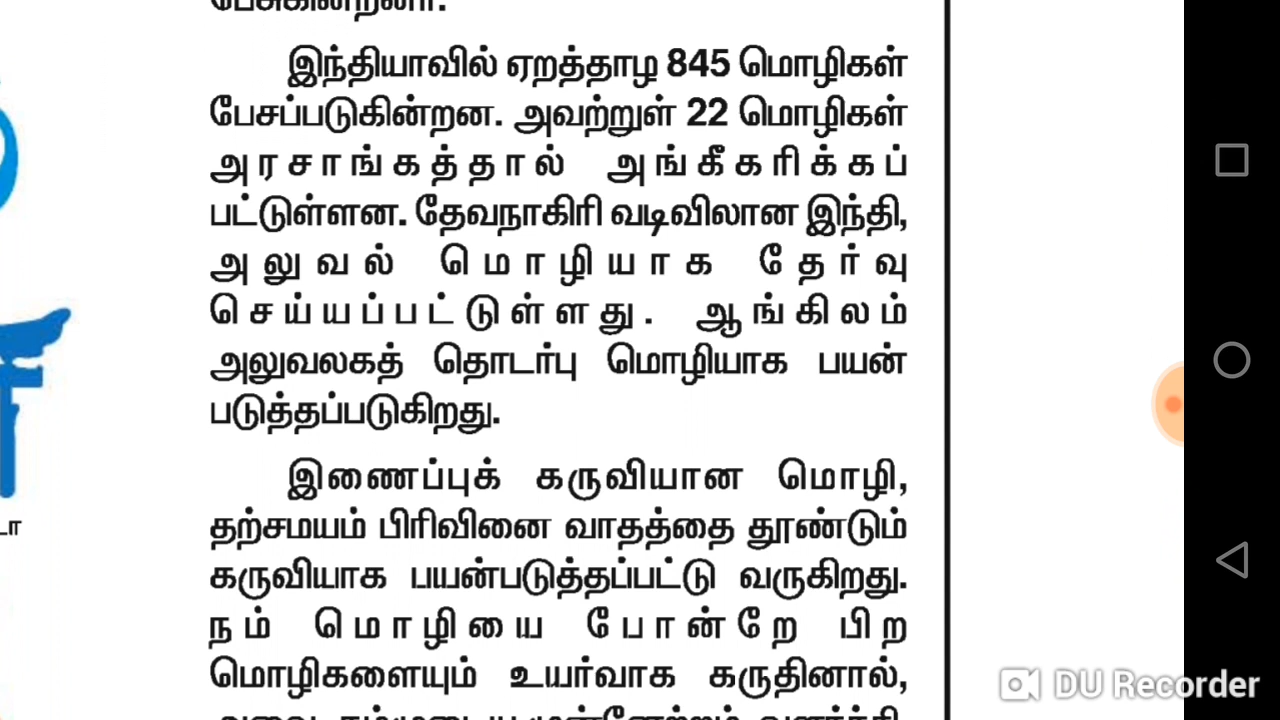 பேசுகின்றனர்.
இந்தியாவில் ஏறத்தாழ 845 மொழிகள்
பேசப்படுகின்றன. அவற்றுள் 22 மொழிகள்
அரசாங்கத்தால் அங்கீகரிக்கப்
பட்டுள்ளன. தேவநாகிரி வடிவிலான இந்தி,
அலுவல் மொழியாக தேர்வு
செய்யப்பட்டுள்ளது. ஆங்கிலம்
அலுவலகத் தொடர்பு மொழியாக பயன்
படுத்தப்படுகிறது.
இணைப்புக் கருவியான மொழி,
தற்சமயம் பிரிவினை வாதத்தை தூண்டும்
கருவியாக பயன்படுத்தப்பட்டு வருகிறது.
நம் மொழியை போன்றே பிற
மொழிகளையும் உயர்வாக கருதினால்,
DU Recorder